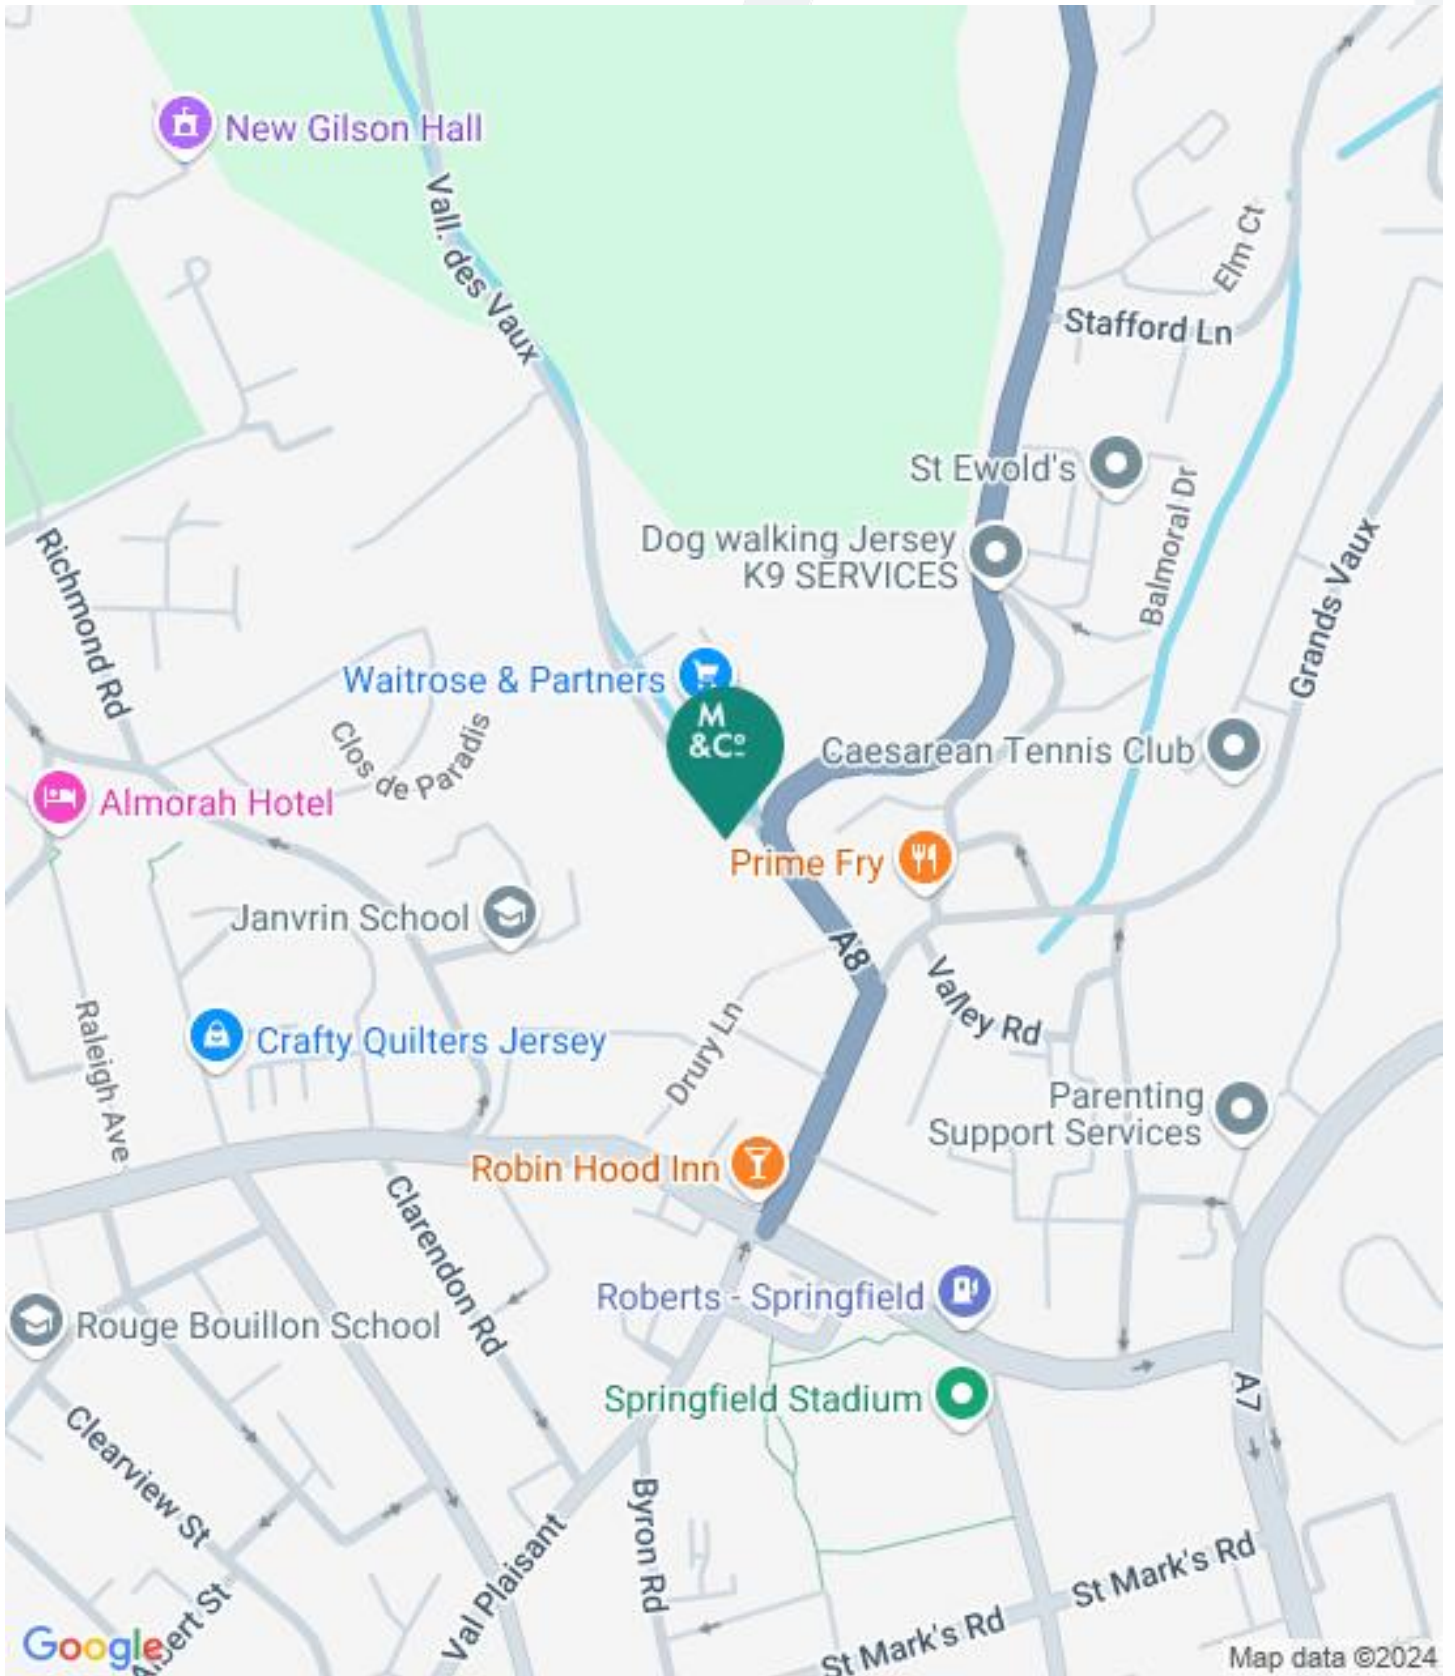 New Gilson Hall
Vall. des Vaux
Elm Ct
Stafford Ln
St Ewold's
Dog walking Jersey
K9 SERVICES
Balmoral Dr
Richmond Rd
Grands Vaux
Waitrose & Partners
M
&Cº
Clos de Paradis
Caesarean Tennis Club
Almorah Hotel
Prime Fry
Janvrin School
A8
Valley Rd
Raleigh Ave
Crafty Quilters Jersey
Drury Ln
Parenting
Support Services
Robin Hood Inn
Clarendon Rd
Roberts - Springfield
Rouge Bouillon School
Springfield Stadium
A7
Clearview St
Byron Rd
Val Plaisant
St Mark's Rd
Albert St
St Mark's Rd
Google
Map data ©2024